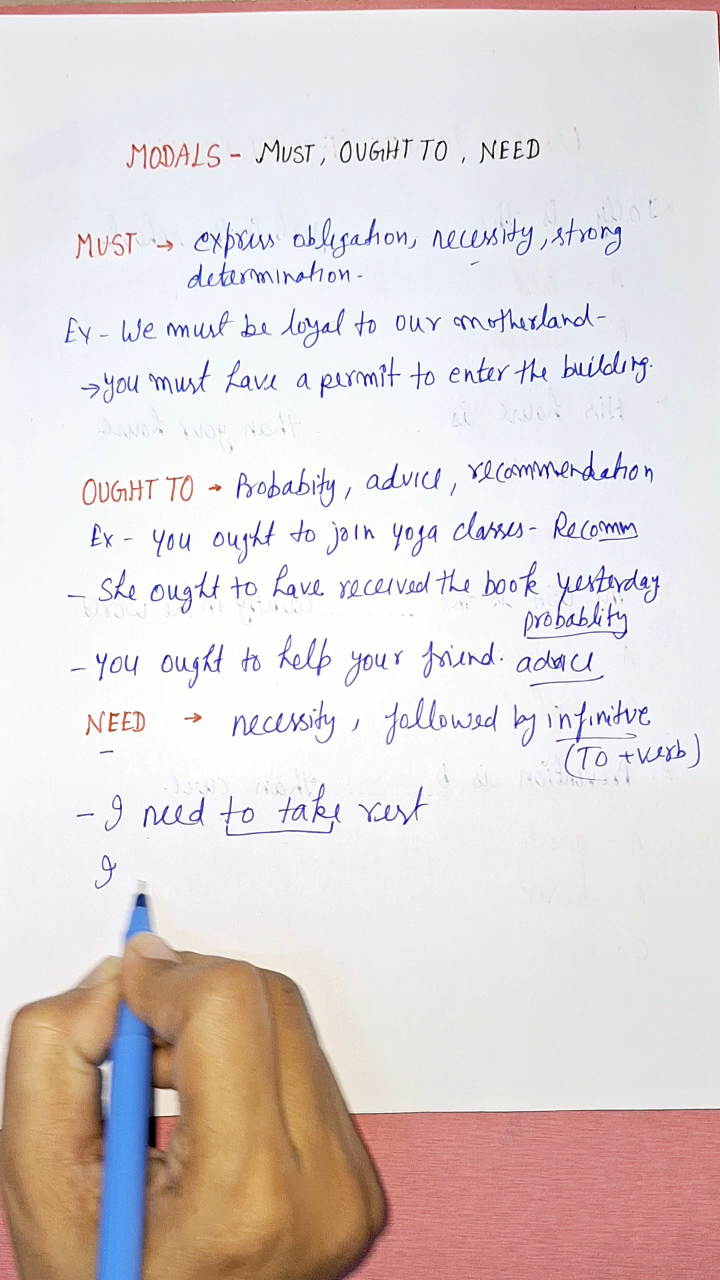 MODALS - MUST, OUGHT TO, NEED
MUST → express obligation, necessity, strong
determination.
Ex - We must be loyal to our motherland-
→ you must have a permit to enter the building.
OUGHT TO → Probabity, advice, recommendation
Ex - you ought to join yoga classes - Recomm
- She ought to have received the book yesterday
probablity
- you ought to help your friend. advice
NEED → necessity, followed by infinitve
(To + verb)
- I need to take rest
I